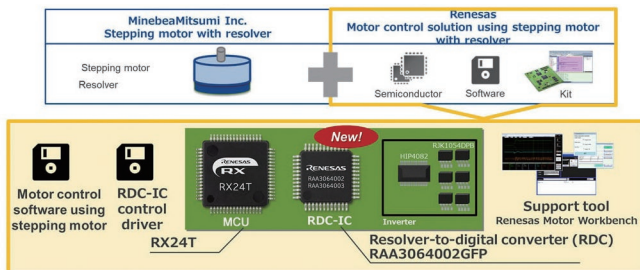 MinebeaMitsumi Inc.
Stepping motor with resolver
Stepping motor
Resolver
Renesas
Motor control solution using stepping motor
with resolver
Semiconductor
Software
Kit
Motor control
software using
stepping motor
RDC-IC
control
driver
RENESAS
RX
RX24T
MCU
RX24T
New!
RENESAS
RAA3064002
RAA3064003
RDC-IC
HIP4082
RJK1054DPB
Inverter
Resolver-to-digital converter (RDC)
RAA3064002GFP
Support tool
Renesas Motor Workbench